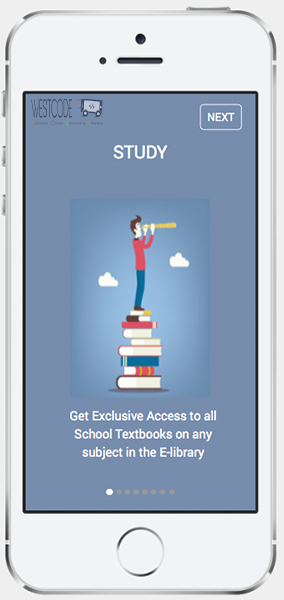 WESTCODE
NEXT
STUDY
Get Exclusive Access to all
School Textbooks on any
subject in the E-library